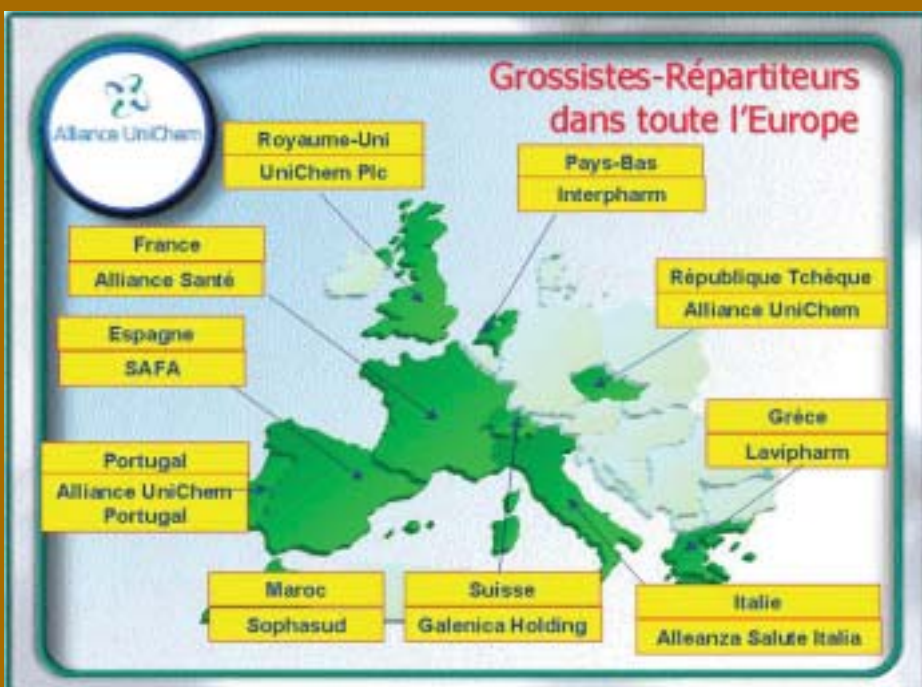 Grossistes-Répartiteurs
dans toute l'Europe
Alliance UniChem
Royaume-Uni
UniChem Plc
Pays-Bas
Interpharm
France
Alliance Santé
République Tchèque
Alliance UniChem
Espagne
SAFA
Grèce
Lavipharm
Portugal
Alliance UniChem
Portugal
Maroc
Sophasud
Suisse
Galenica Holding
Italie
Alleanza Salute Italia